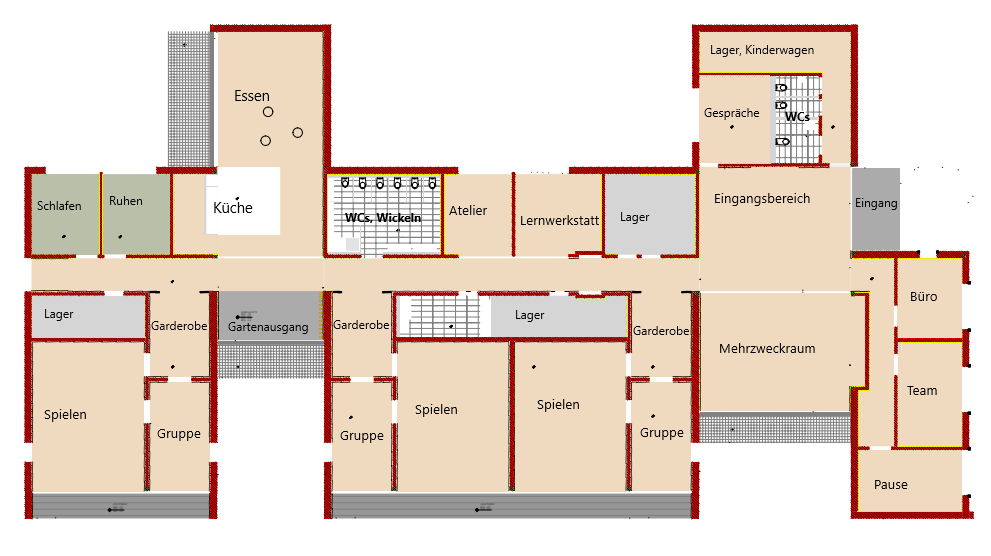 Lager, Kinderwagen
Essen
Gespräche
WCs
Schlafen
Ruhen
Küche
WCs, Wickeln
Atelier
Lernwerkstatt
Lager
Eingangsbereich
Eingang
Büro
Lager
Garderobe
Gartenausgang
Garderobe
Lager
Garderobe
Mehrzweckraum
Team
Spielen
Gruppe
Gruppe
Spielen
Spielen
Gruppe
Pause